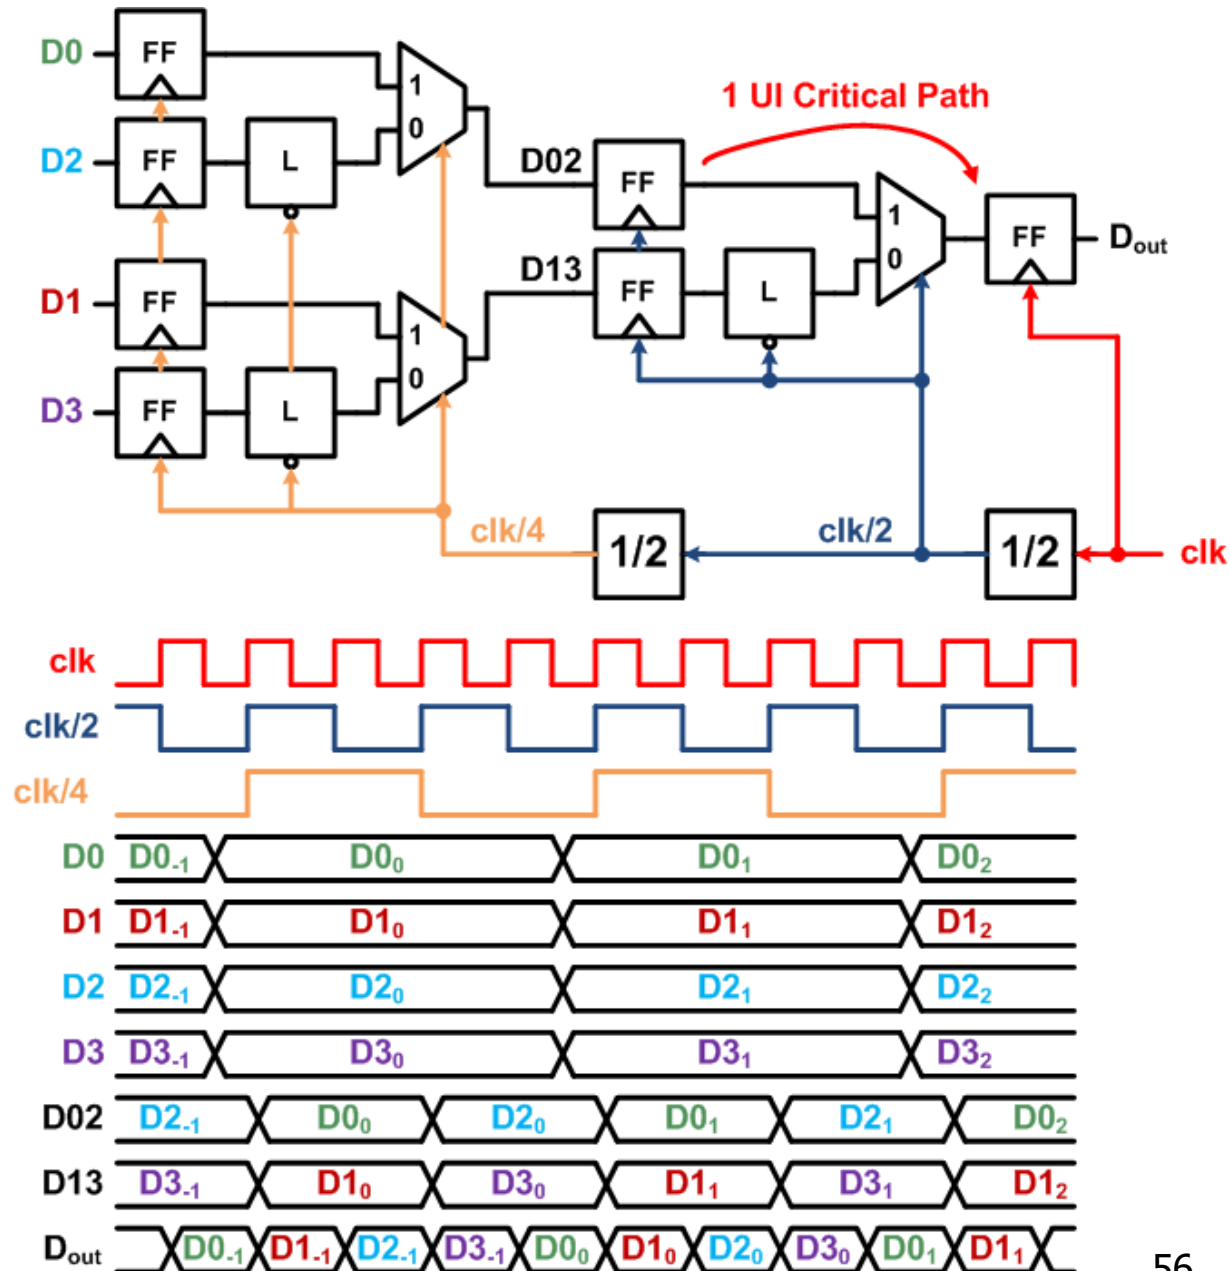 D0 FF
1
0
D2 FF L
D02 FF
1 UI Critical Path
1
0
FF Dout
D1 FF
1
0
D13 FF L
D3 FF L
clk/4 1/2 clk/2 1/2 clk
clk
clk/2
clk/4
D0 D0-1 D00 D01 D02
D1 D1-1 D10 D11 D12
D2 D2-1 D20 D21 D22
D3 D3-1 D30 D31 D32
D02 D2-1 D00 D20 D01 D21 D02
D13 D3-1 D10 D30 D11 D31 D12
Dout D0-1 D1-1 D2-1 D3-1 D00 D10 D20 D30 D01 D11
56